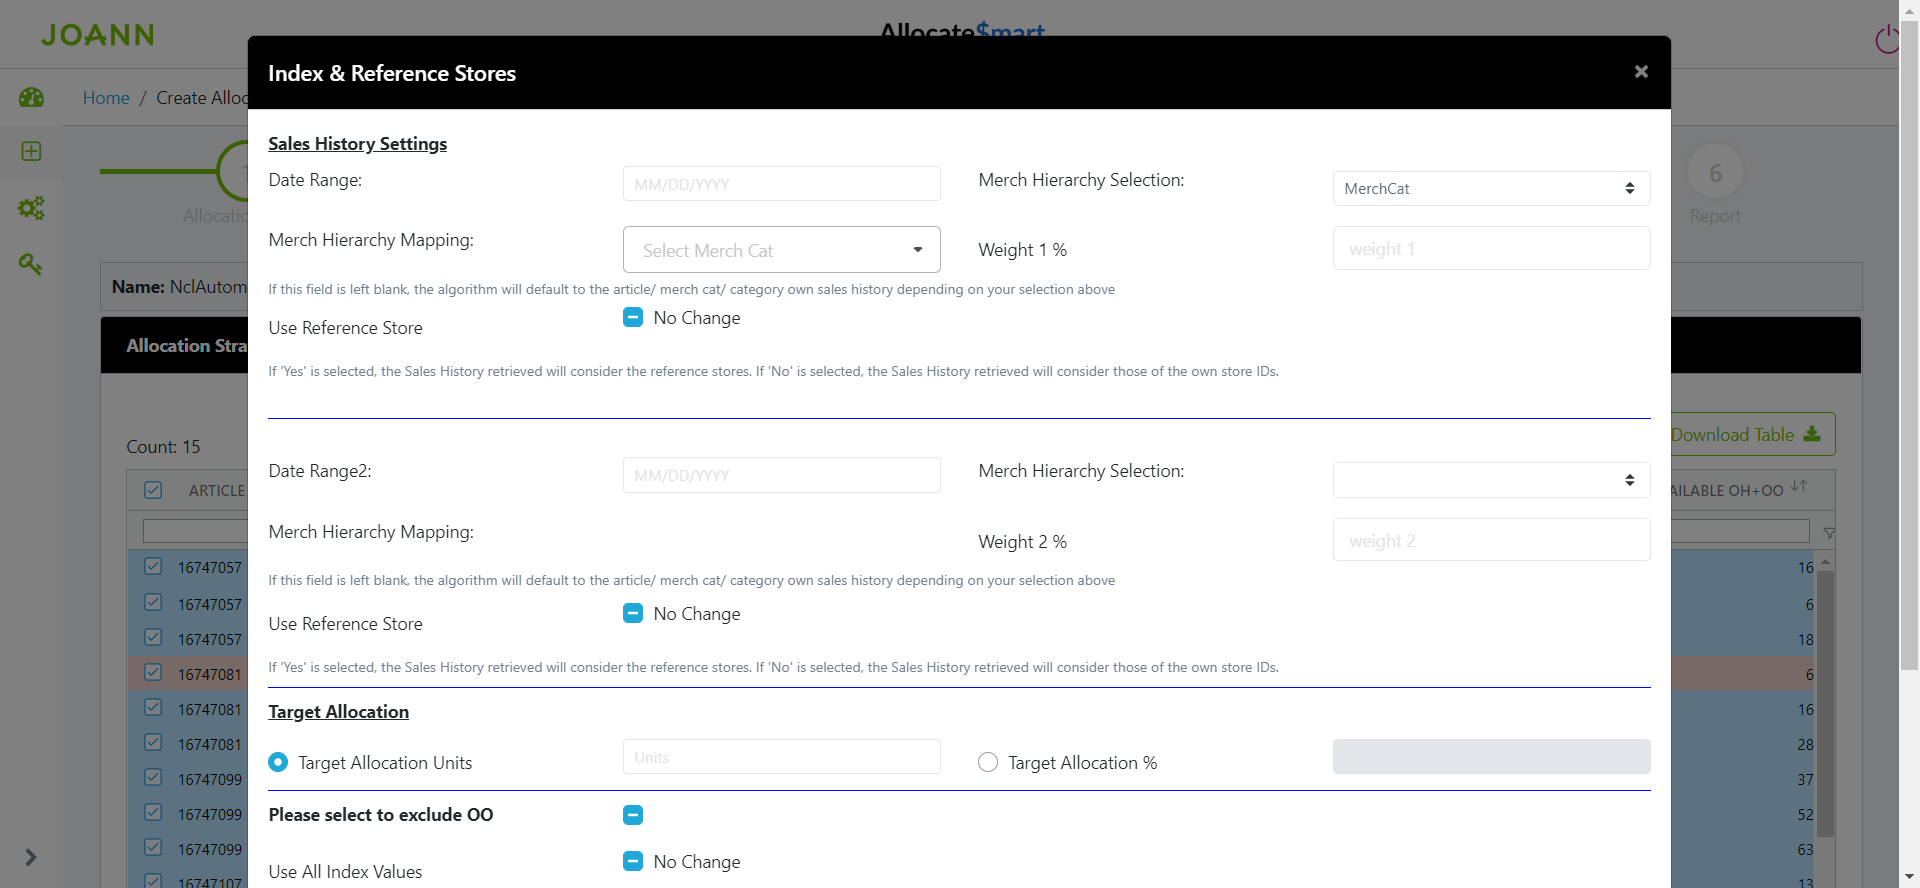 JOANN
Allocate$mart
Index & Reference Stores
Home / Create Alloc
Sales History Settings
Date Range:
MM/DD/YYYY
Merch Hierarchy Selection:
MerchCat
6
Allocatio
Report
Merch Hierarchy Mapping:
Select Merch Cat
Weight 1 %
weight 1
Name: NclAutom
If this field is left blank, the algorithm will default to the article/ merch cat/ category own sales history depending on your selection above
Use Reference Store
No Change
Allocation Stra
If 'Yes' is selected, the Sales History retrieved will consider the reference stores. If 'No' is selected, the Sales History retrieved will consider those of the own store IDs.
Count: 15
Download Table
Date Range2:
MM/DD/YYYY
Merch Hierarchy Selection:
ARTICLE
AILABLE OH+OO
Merch Hierarchy Mapping:
Weight 2 %
weight 2
If this field is left blank, the algorithm will default to the article/ merch cat/ category own sales history depending on your selection above
Use Reference Store
No Change
If 'Yes' is selected, the Sales History retrieved will consider the reference stores. If 'No' is selected, the Sales History retrieved will consider those of the own store IDs.
16747057 16
16747057 6
16747057 18
16747081 6
16747081 16
16747081 28
16747099 37
16747099 52
16747099 63
16747107 13
Target Allocation
Target Allocation Units
Units
Target Allocation %
Please select to exclude OO
Use All Index Values
No Change